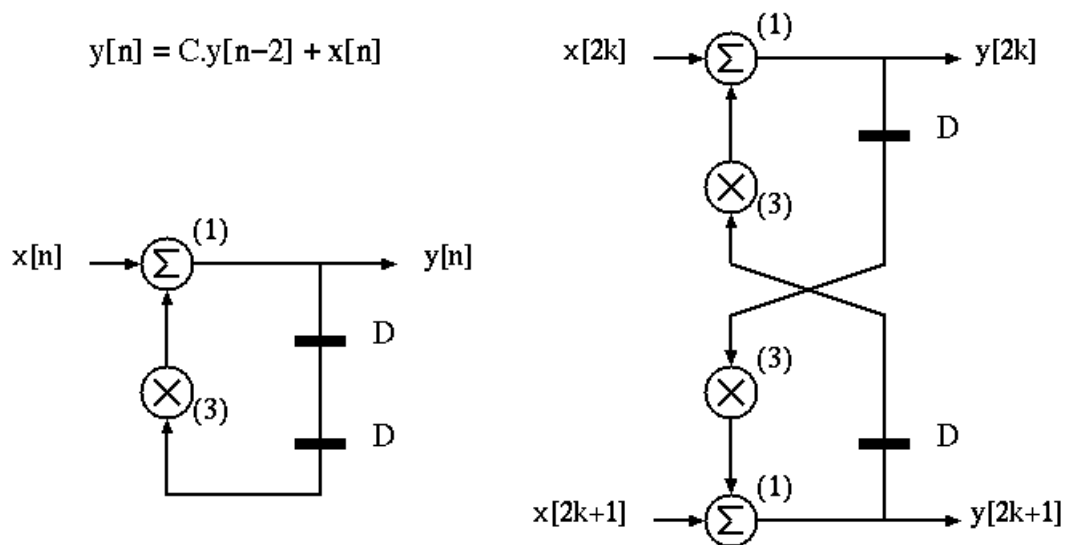 y[n] = C.y[n−2] + x[n]
x[n]
Σ
(1)
y[n]
D
(3)
D
x[2k]
Σ
(1)
y[2k]
D
(3)
(3)
D
x[2k+1]
Σ
(1)
y[2k+1]